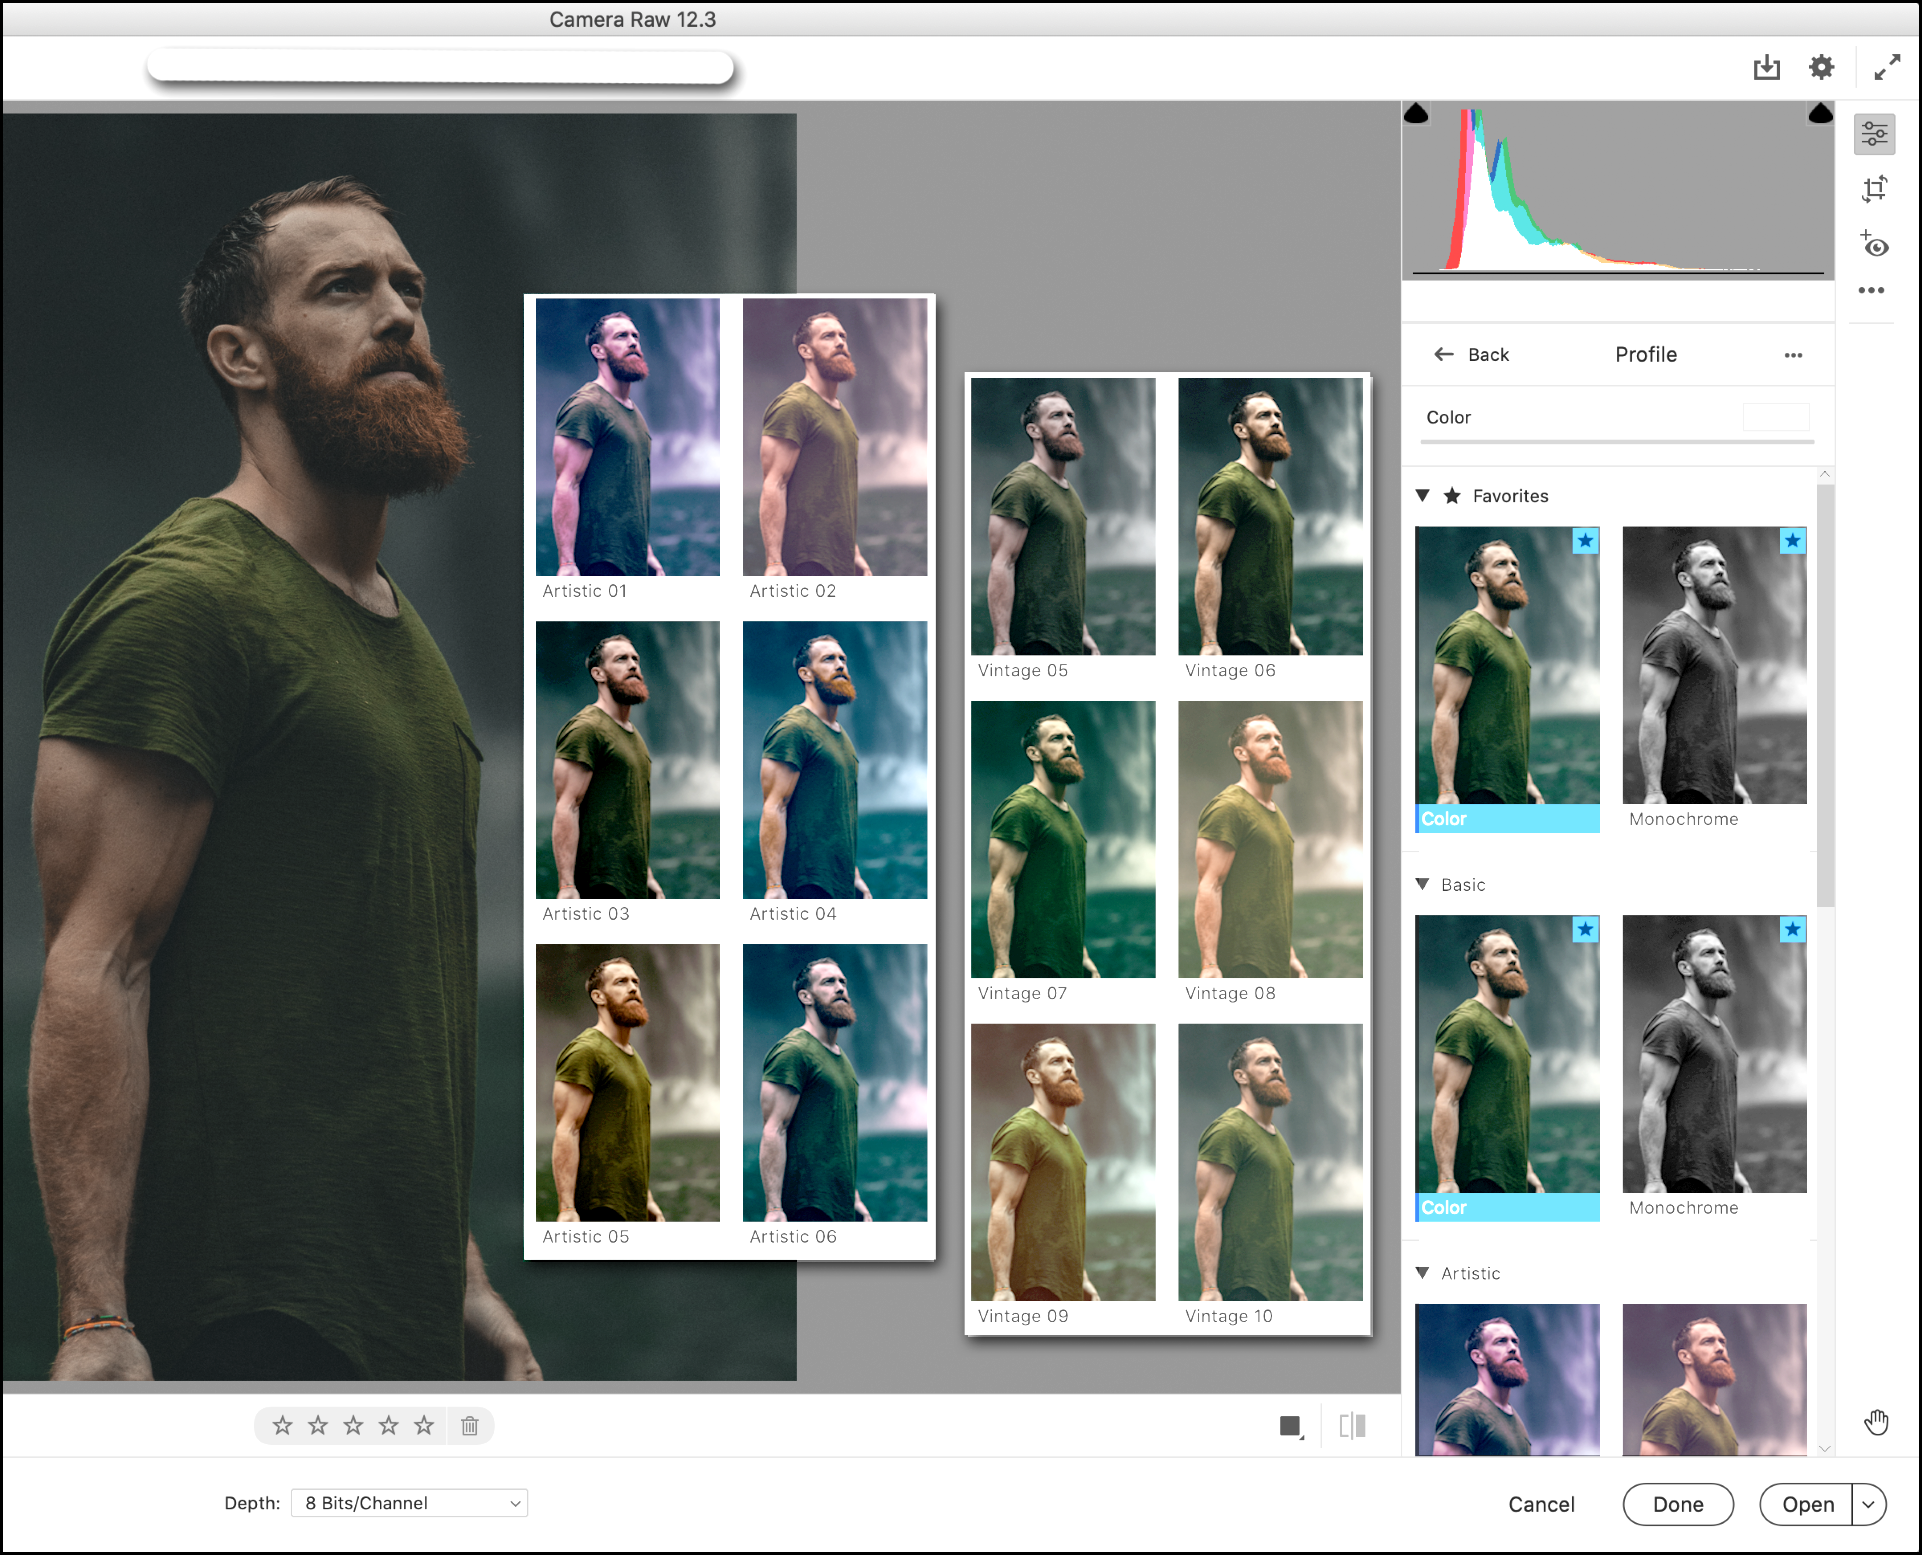 Camera Raw 12.3
Back
Profile
Color
Favorites
Color
Monochrome
Basic
Color
Monochrome
Artistic
Artistic 01
Artistic 02
Artistic 03
Artistic 04
Artistic 05
Artistic 06
Vintage 05
Vintage 06
Vintage 07
Vintage 08
Vintage 09
Vintage 10
Depth: 8 Bits/Channel
Cancel
Done
Open